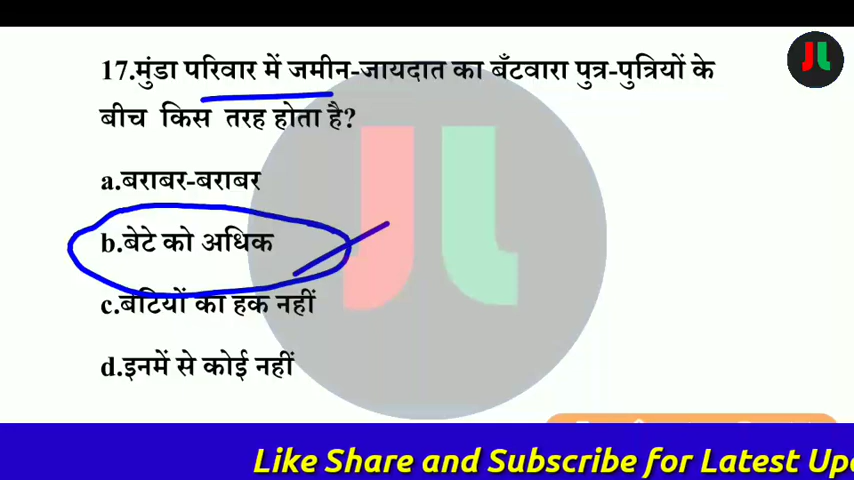 17.मुंडा परिवार में जमीन-जायदात का बँटवारा पुत्र-पुत्रियों के
बीच किस तरह होता है?
a.बराबर-बराबर
b.बेटे को अधिक
c.बेटियों का हक नहीं
d.इनमें से कोई नहीं
Like Share and Subscribe for Latest